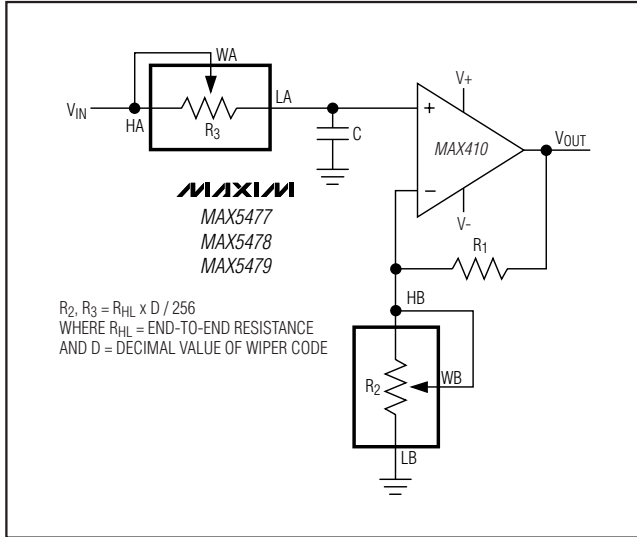 WA
V+
VIN
HA
R3
LA
+
C
MAX410
VOUT
−
V-
MAXIM
MAX5477
MAX5478
MAX5479
R1
R2, R3 = RHL x D / 256
WHERE RHL = END-TO-END RESISTANCE
AND D = DECIMAL VALUE OF WIPER CODE
HB
R2
WB
LB